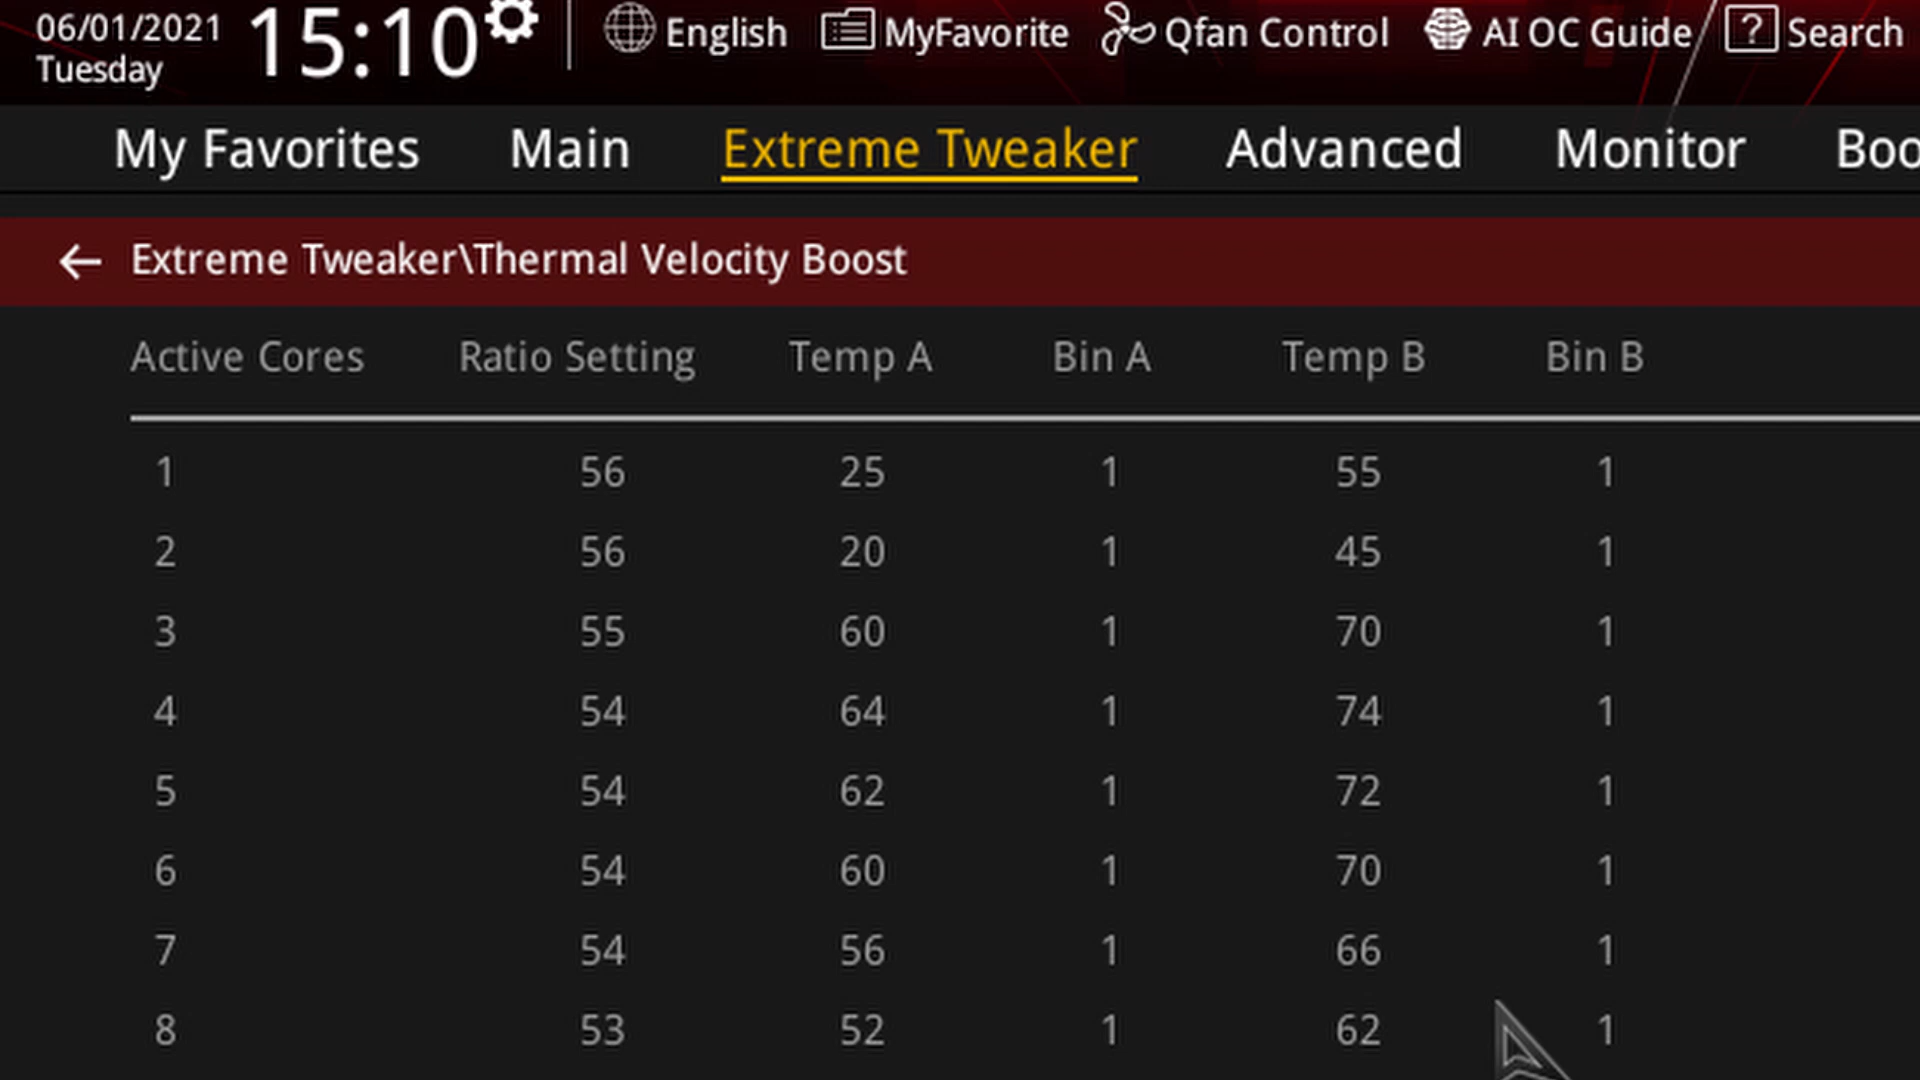 06/01/2021
Tuesday
15:10
English
MyFavorite
Qfan Control
AI OC Guide
? Search
My Favorites Main Extreme Tweaker Advanced Monitor Boo
Extreme Tweaker\Thermal Velocity Boost
Active Cores Ratio Setting Temp A Bin A Temp B Bin B
1 56 25 1 55 1
2 56 20 1 45 1
3 55 60 1 70 1
4 54 64 1 74 1
5 54 62 1 72 1
6 54 60 1 70 1
7 54 56 1 66 1
8 53 52 1 62 1